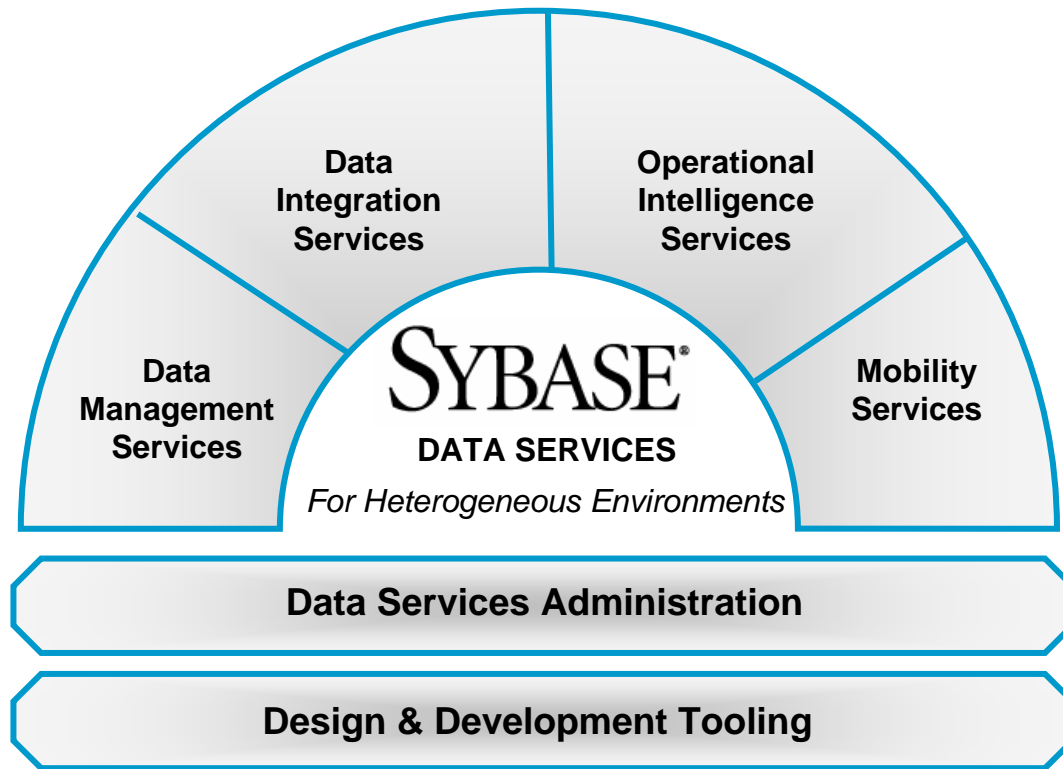 Data
Integration
Services
Operational
Intelligence
Services
Data
Management
Services
Mobility
Services
SYBASE®
DATA SERVICES
For Heterogeneous Environments
Data Services Administration
Design & Development Tooling